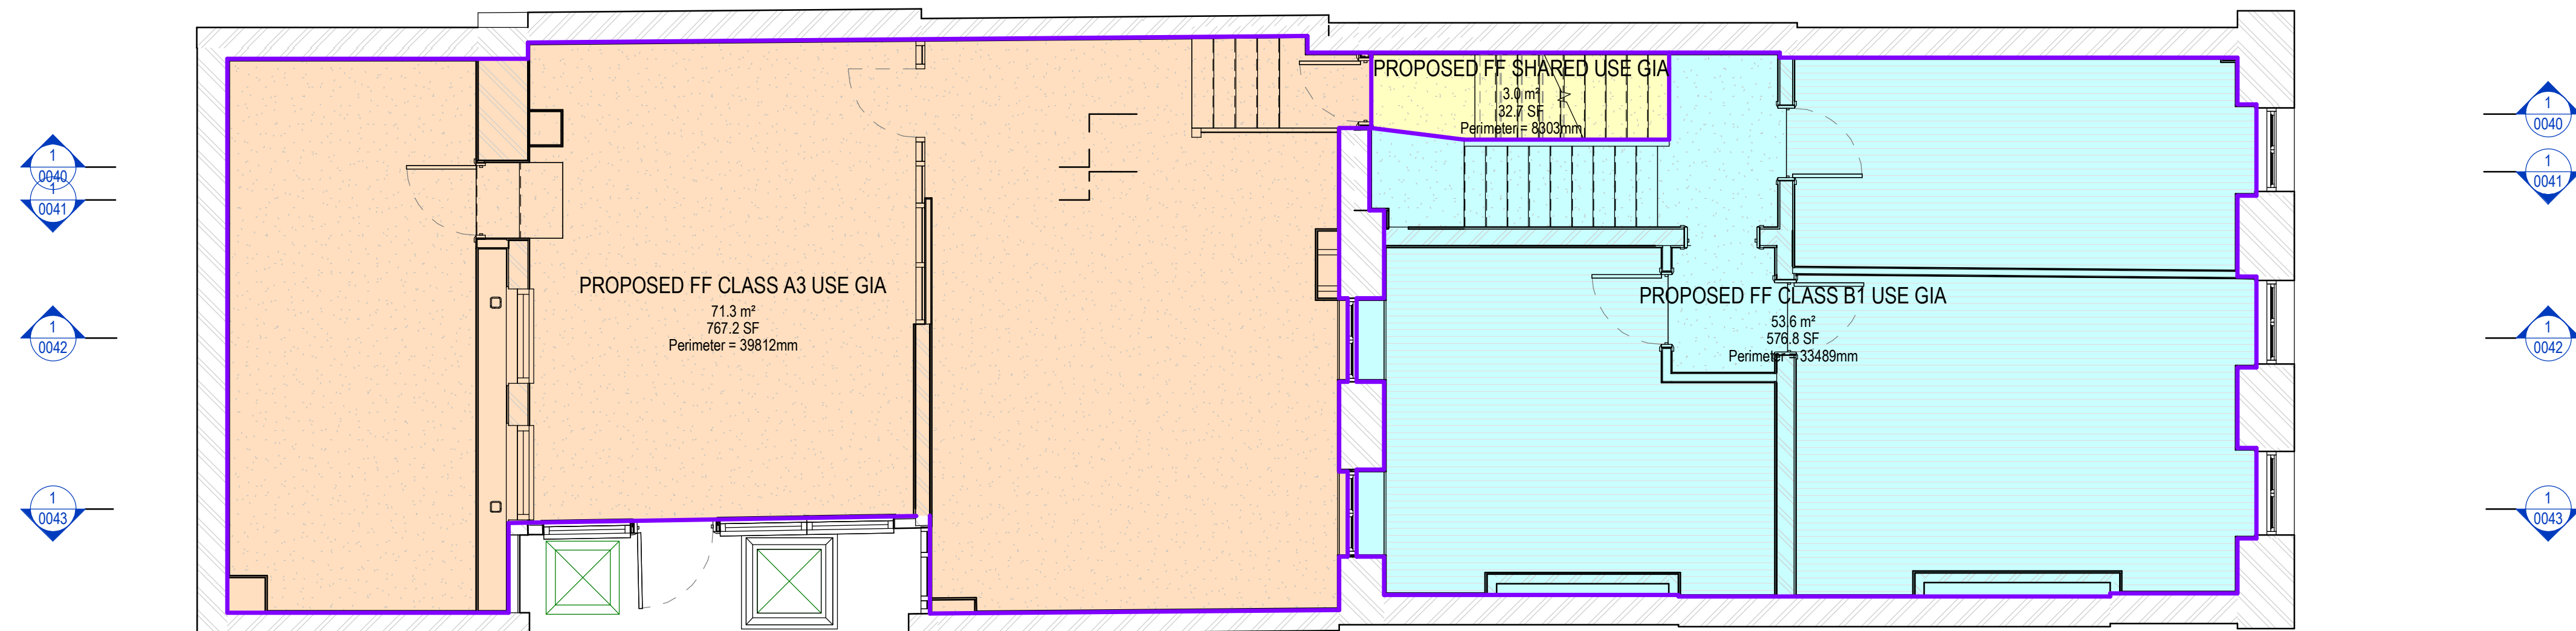 PROPOSED FF SHARED USE GIA
3.0 m²
32.7 SF
Perimeter = 8303mm
1
0040
1
0041
1
0042
1
0043
PROPOSED FF CLASS A3 USE GIA
71.3 m²
767.2 SF
Perimeter = 39812mm
PROPOSED FF CLASS B1 USE GIA
53.6 m²
576.8 SF
Perimeter = 33489mm
1
0040
1
0041
1
0042
1
0043